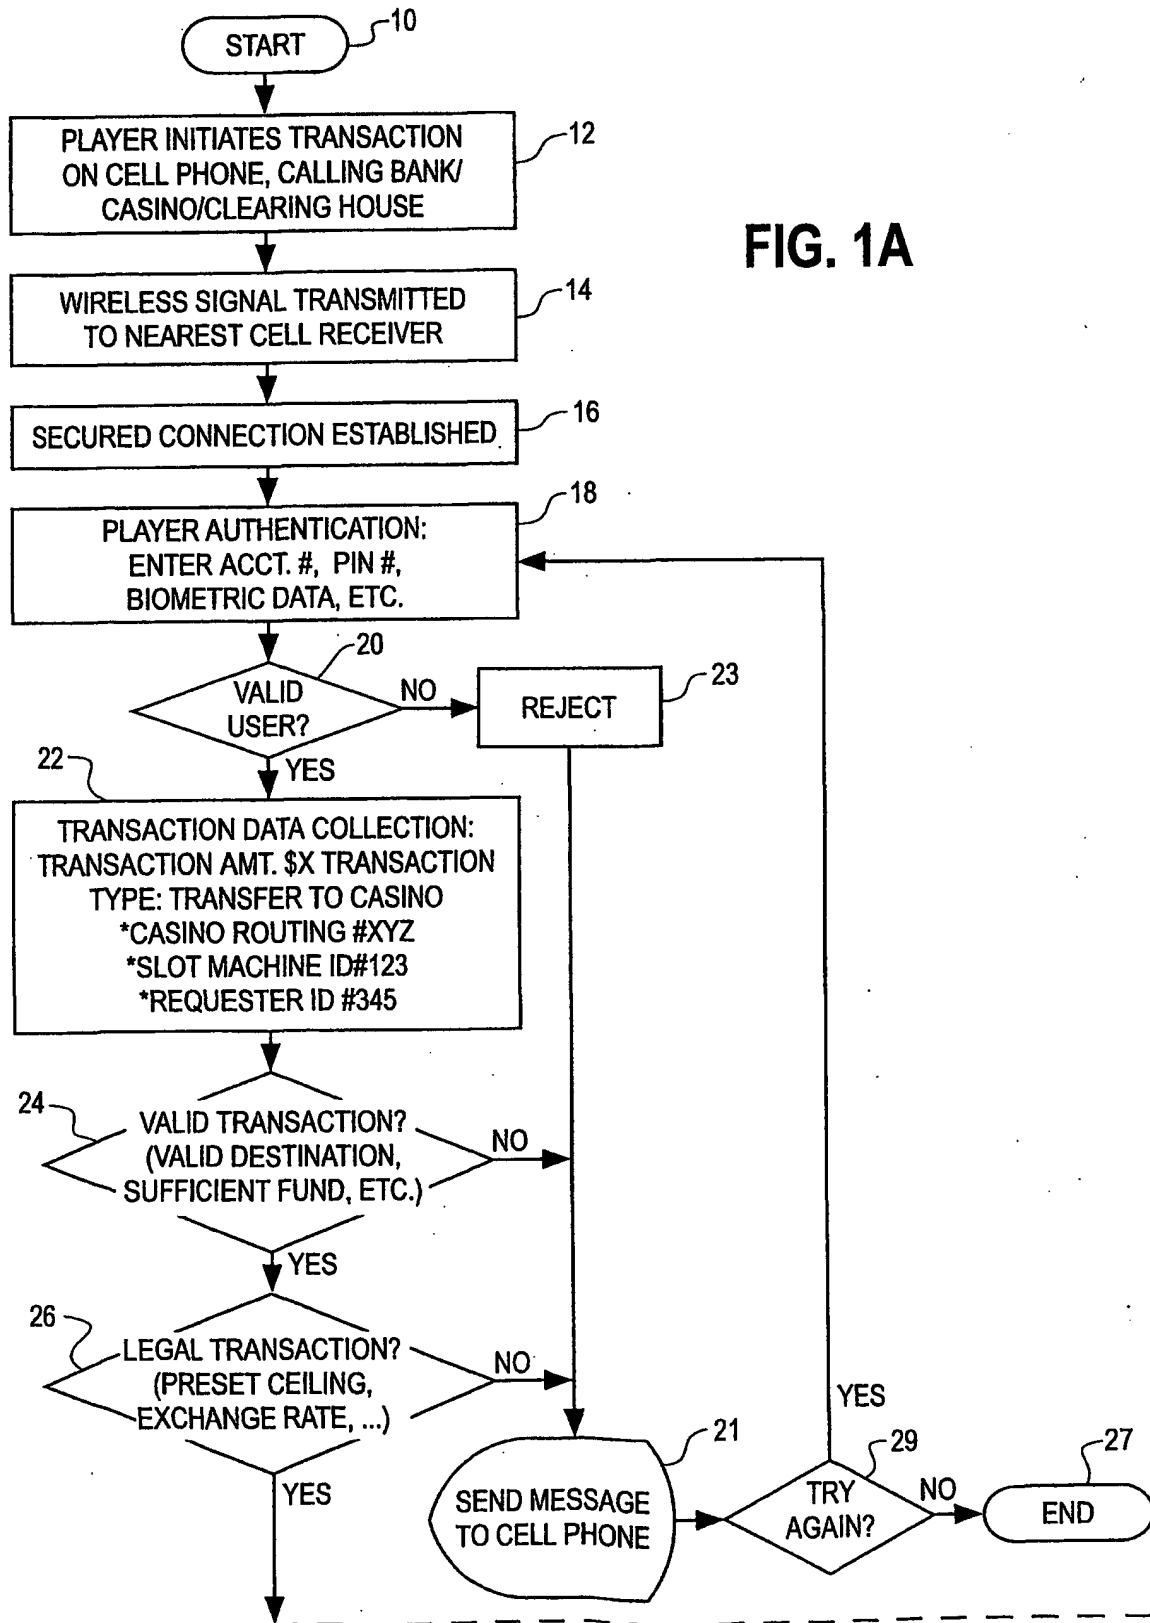 START
10
PLAYER INITIATES TRANSACTION
ON CELL PHONE, CALLING BANK/
CASINO/CLEARING HOUSE
12
FIG. 1A
WIRELESS SIGNAL TRANSMITTED
TO NEAREST CELL RECEIVER
14
SECURED CONNECTION ESTABLISHED
16
PLAYER AUTHENTICATION:
ENTER ACCT. #, PIN #,
BIOMETRIC DATA, ETC.
18
VALID
USER?
20
NO
REJECT
23
YES
22
TRANSACTION DATA COLLECTION:
TRANSACTION AMT. $X TRANSACTION
TYPE: TRANSFER TO CASINO
*CASINO ROUTING #XYZ
*SLOT MACHINE ID#123
*REQUESTER ID #345
24
VALID TRANSACTION?
(VALID DESTINATION,
SUFFICIENT FUND, ETC.)
NO
YES
26
LEGAL TRANSACTION?
(PRESET CEILING,
EXCHANGE RATE, ...)
NO
YES
SEND MESSAGE
TO CELL PHONE
21
TRY
AGAIN?
29
YES
NO
END
27